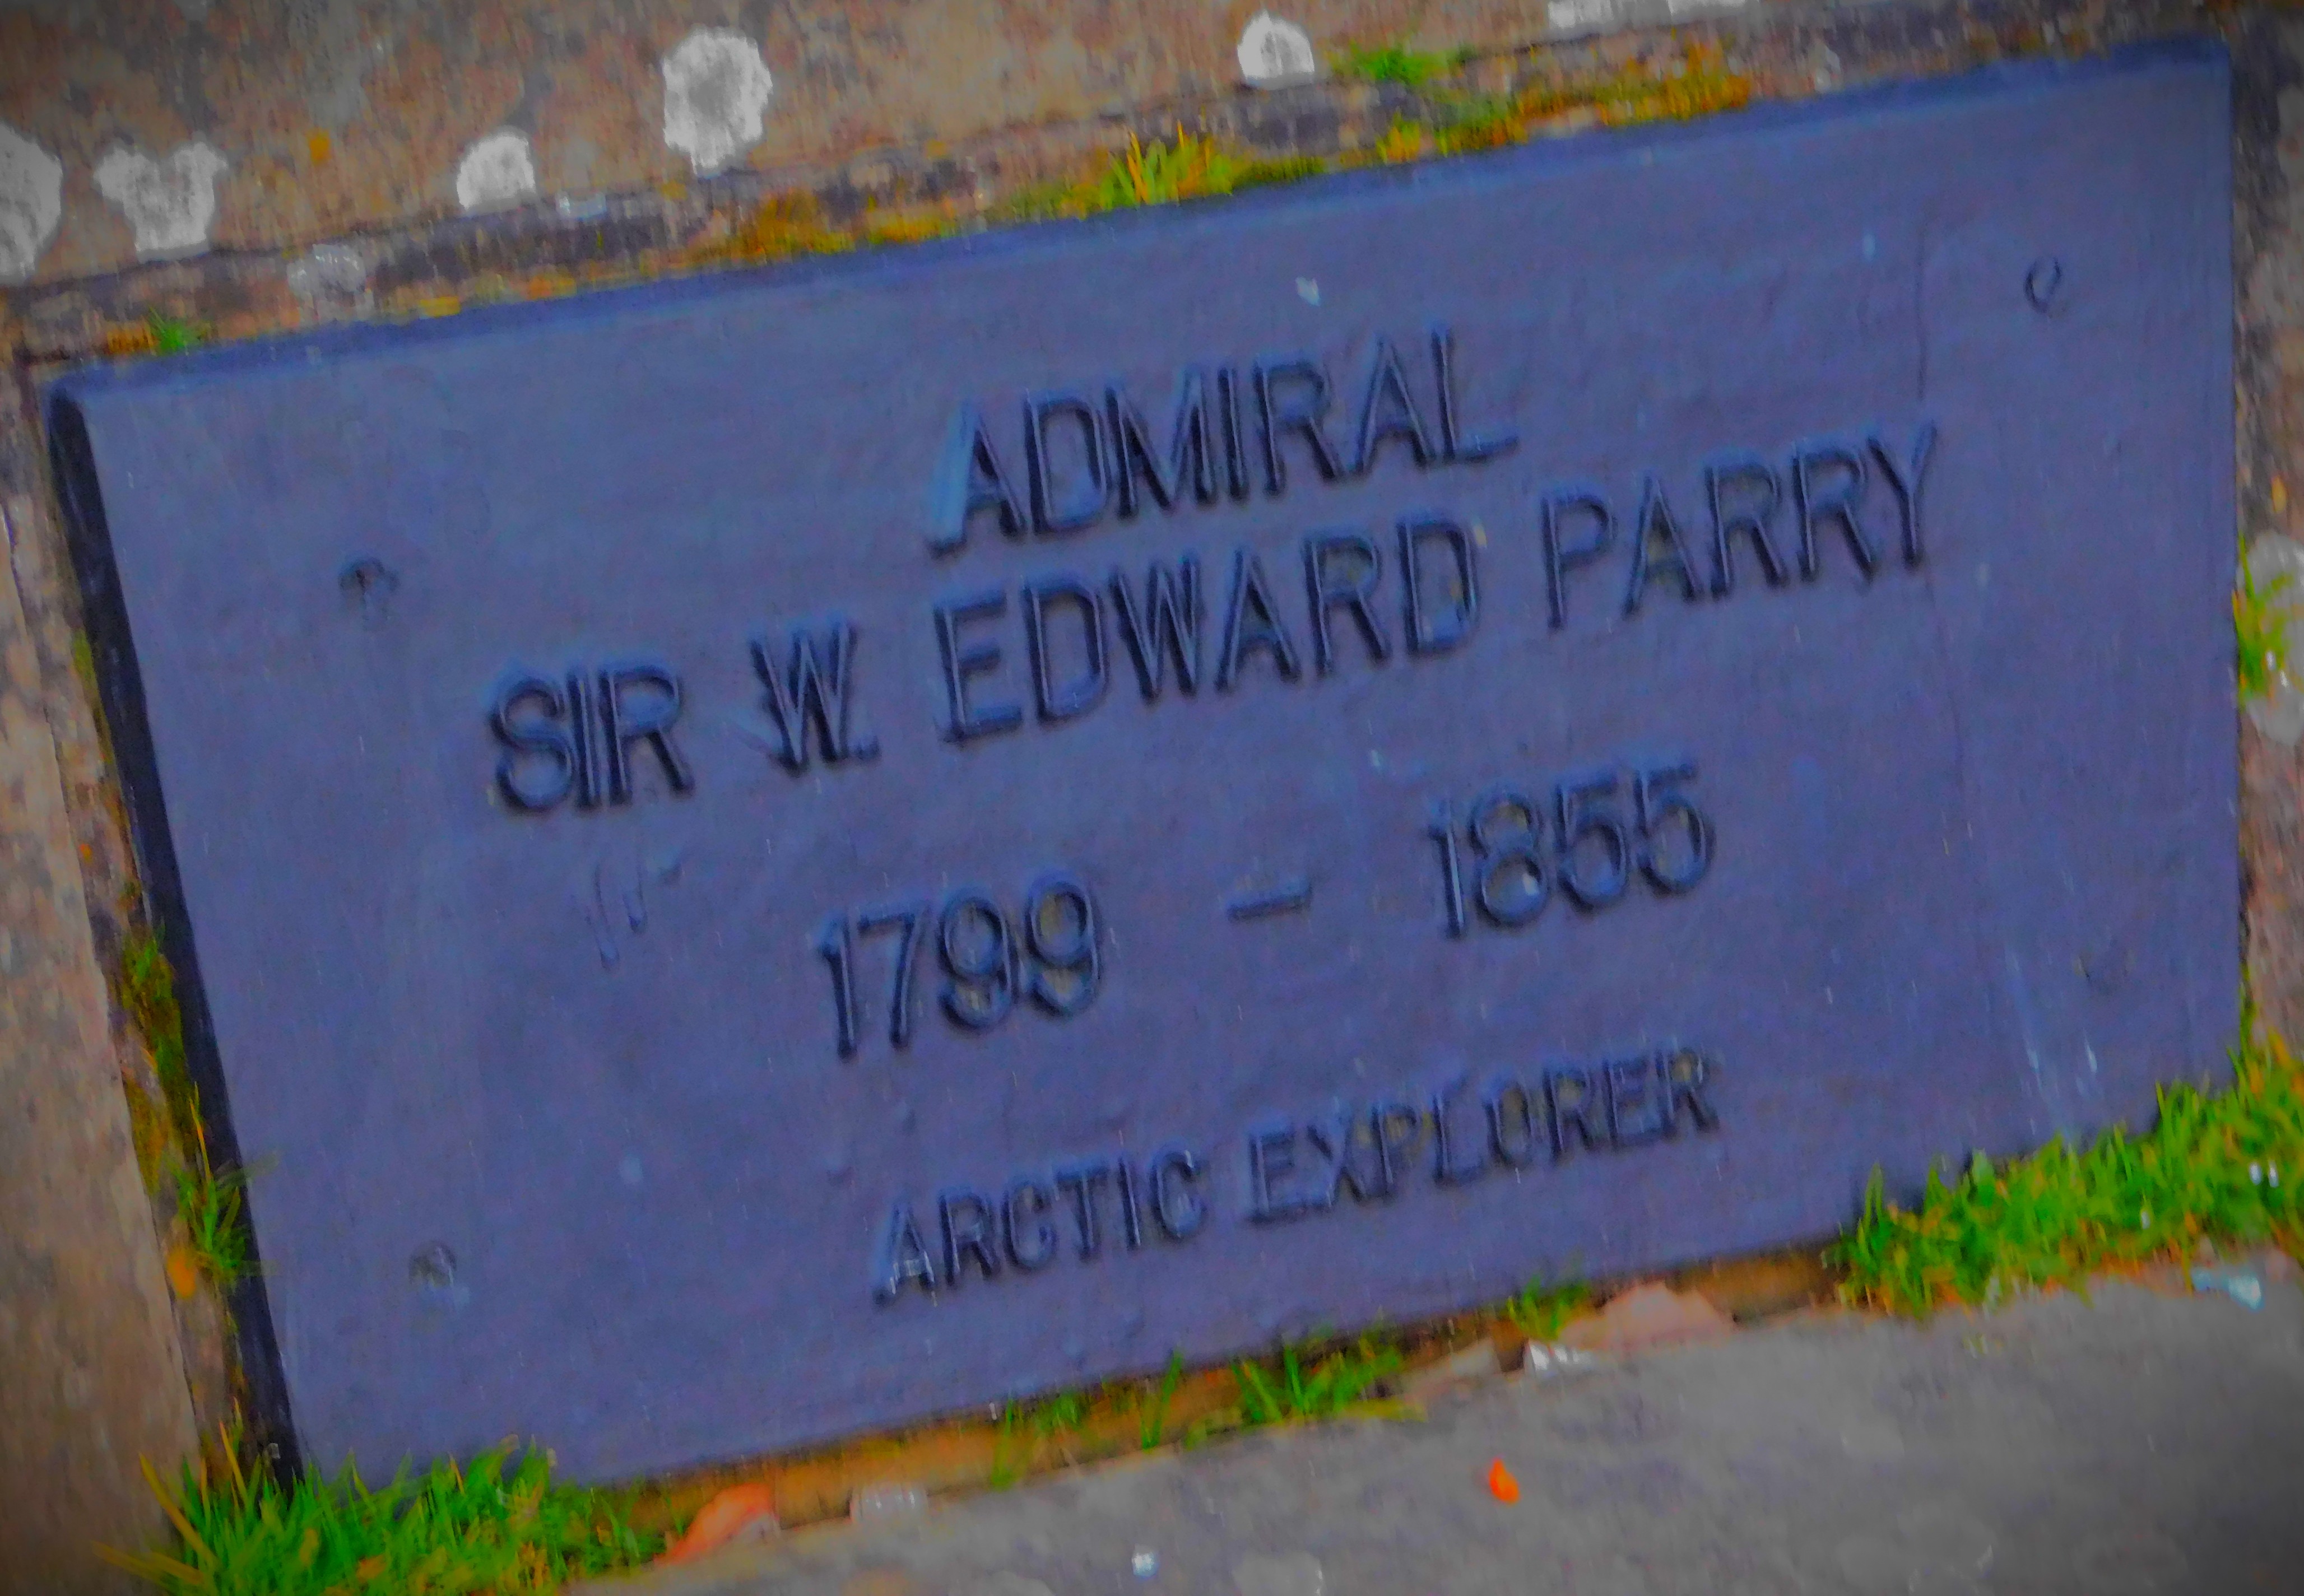 ADMIRAL
SIR W. EDWARD PARRY
1799 - 1855
ARCTIC EXPLORER